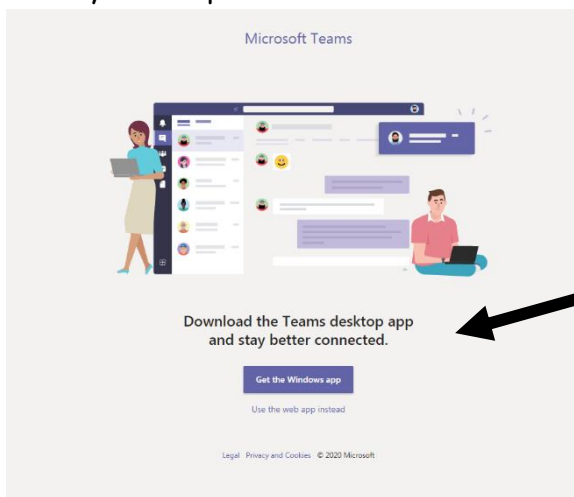 Microsoft Teams
Download the Teams desktop app
and stay better connected.
Get the Windows app
Use the web app instead
Legal Privacy and Cookies © 2020 Microsoft